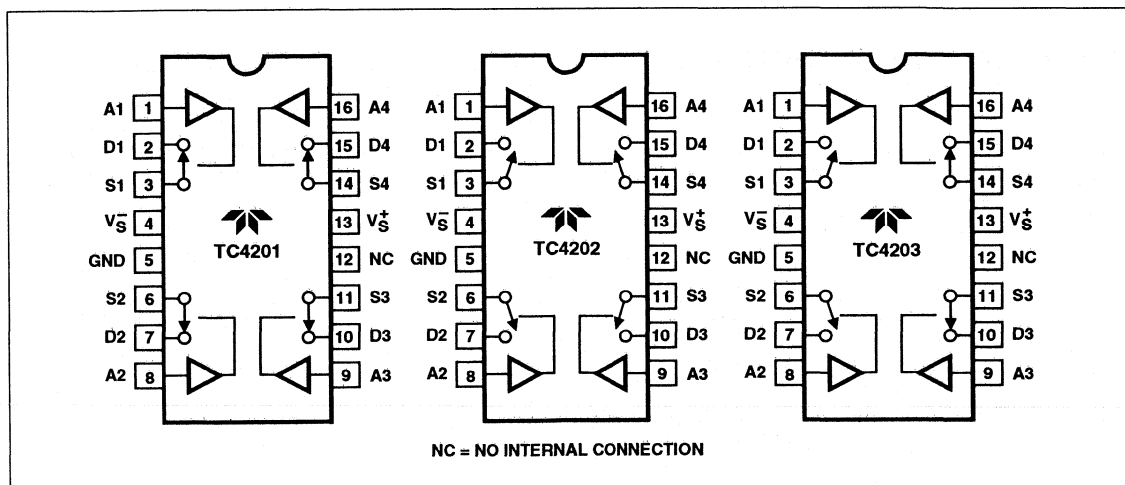 A1 1 16 A4 A1 1 16 A4 A1 1 16 A4
D1 2 15 D4 D1 2 15 D4 D1 2 15 D4
S1 3 14 S4 S1 3 14 S4 S1 3 14 S4
V−S 4 13 V+S V−S 4 13 V+S V−S 4 13 V+S
TC4201 TC4202 TC4203
GND 5 12 NC GND 5 12 NC GND 5 12 NC
S2 6 11 S3 S2 6 11 S3 S2 6 11 S3
D2 7 10 D3 D2 7 10 D3 D2 7 10 D3
A2 8 9 A3 A2 8 9 A3 A2 8 9 A3
NC = NO INTERNAL CONNECTION